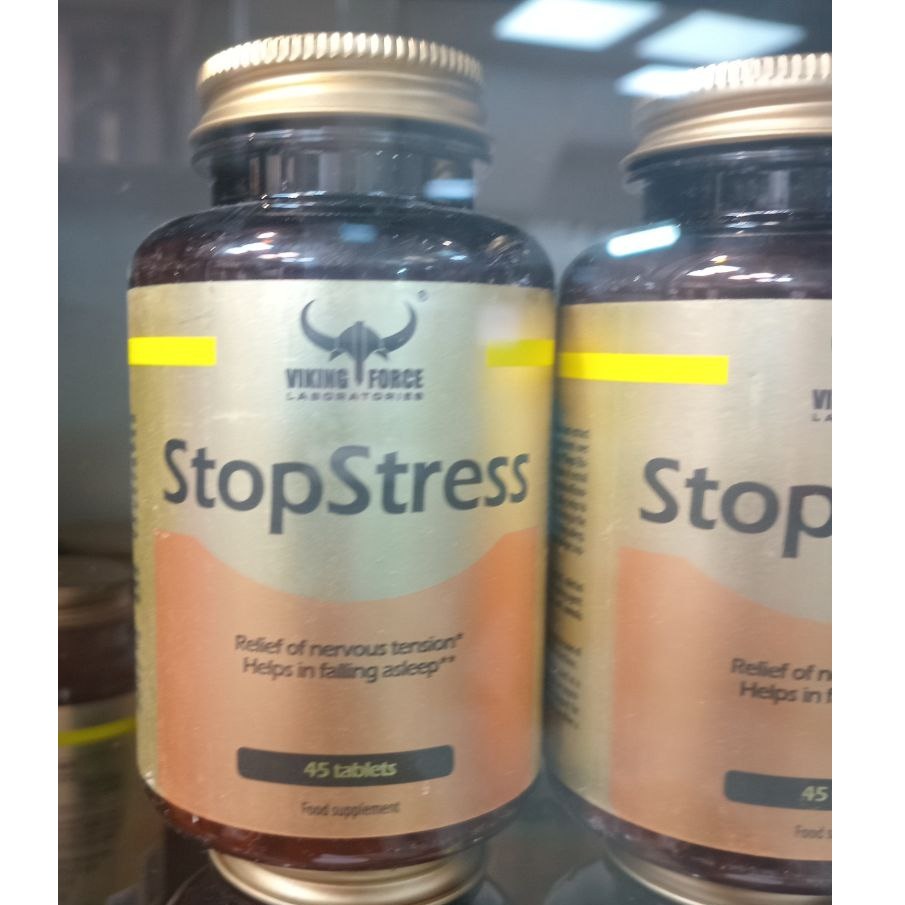 ®
VIKING FORCE
LABORATORIES
StopStress
Relief of nervous tension*
Helps in falling asleep**
45 tablets
Food supplement
VI
LA
Stop
Relief of n
Helps in f
45
Food s